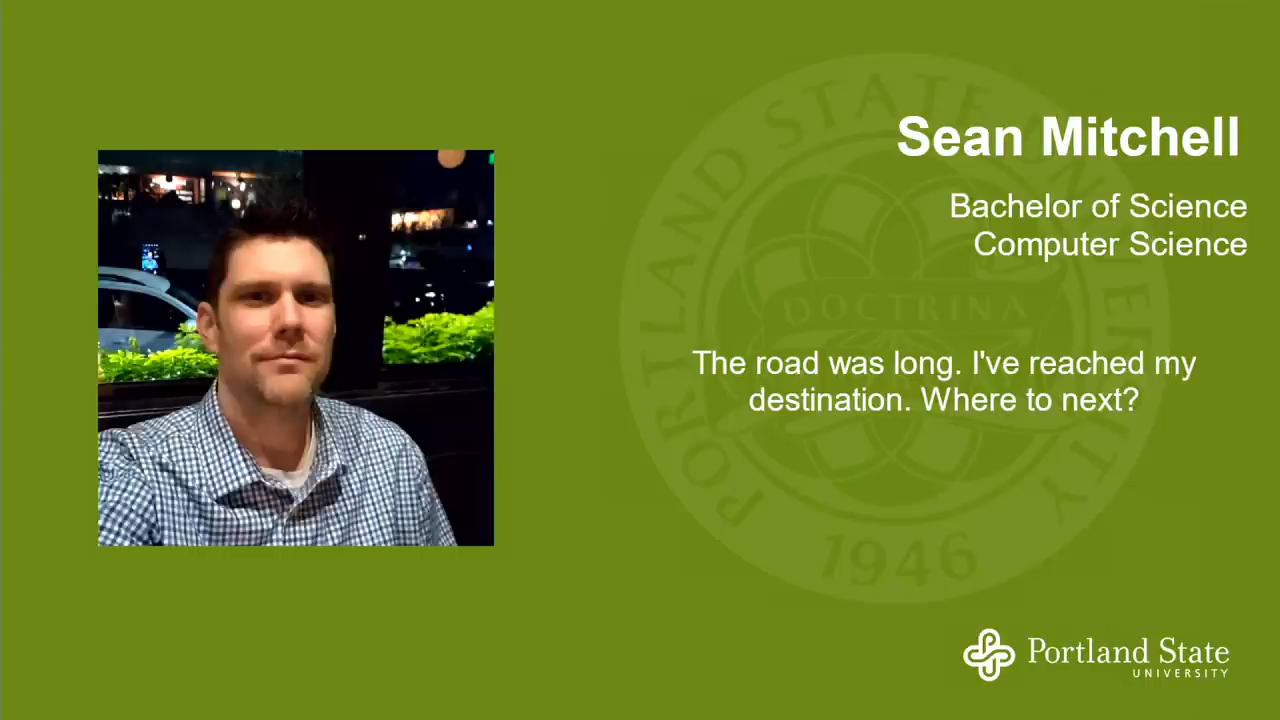 Sean Mitchell
Bachelor of Science
Computer Science
The road was long. I've reached my
destination. Where to next?
PORTLAND STATE UNIVERSITY
DOCTRINA
1946
Portland State
UNIVERSITY